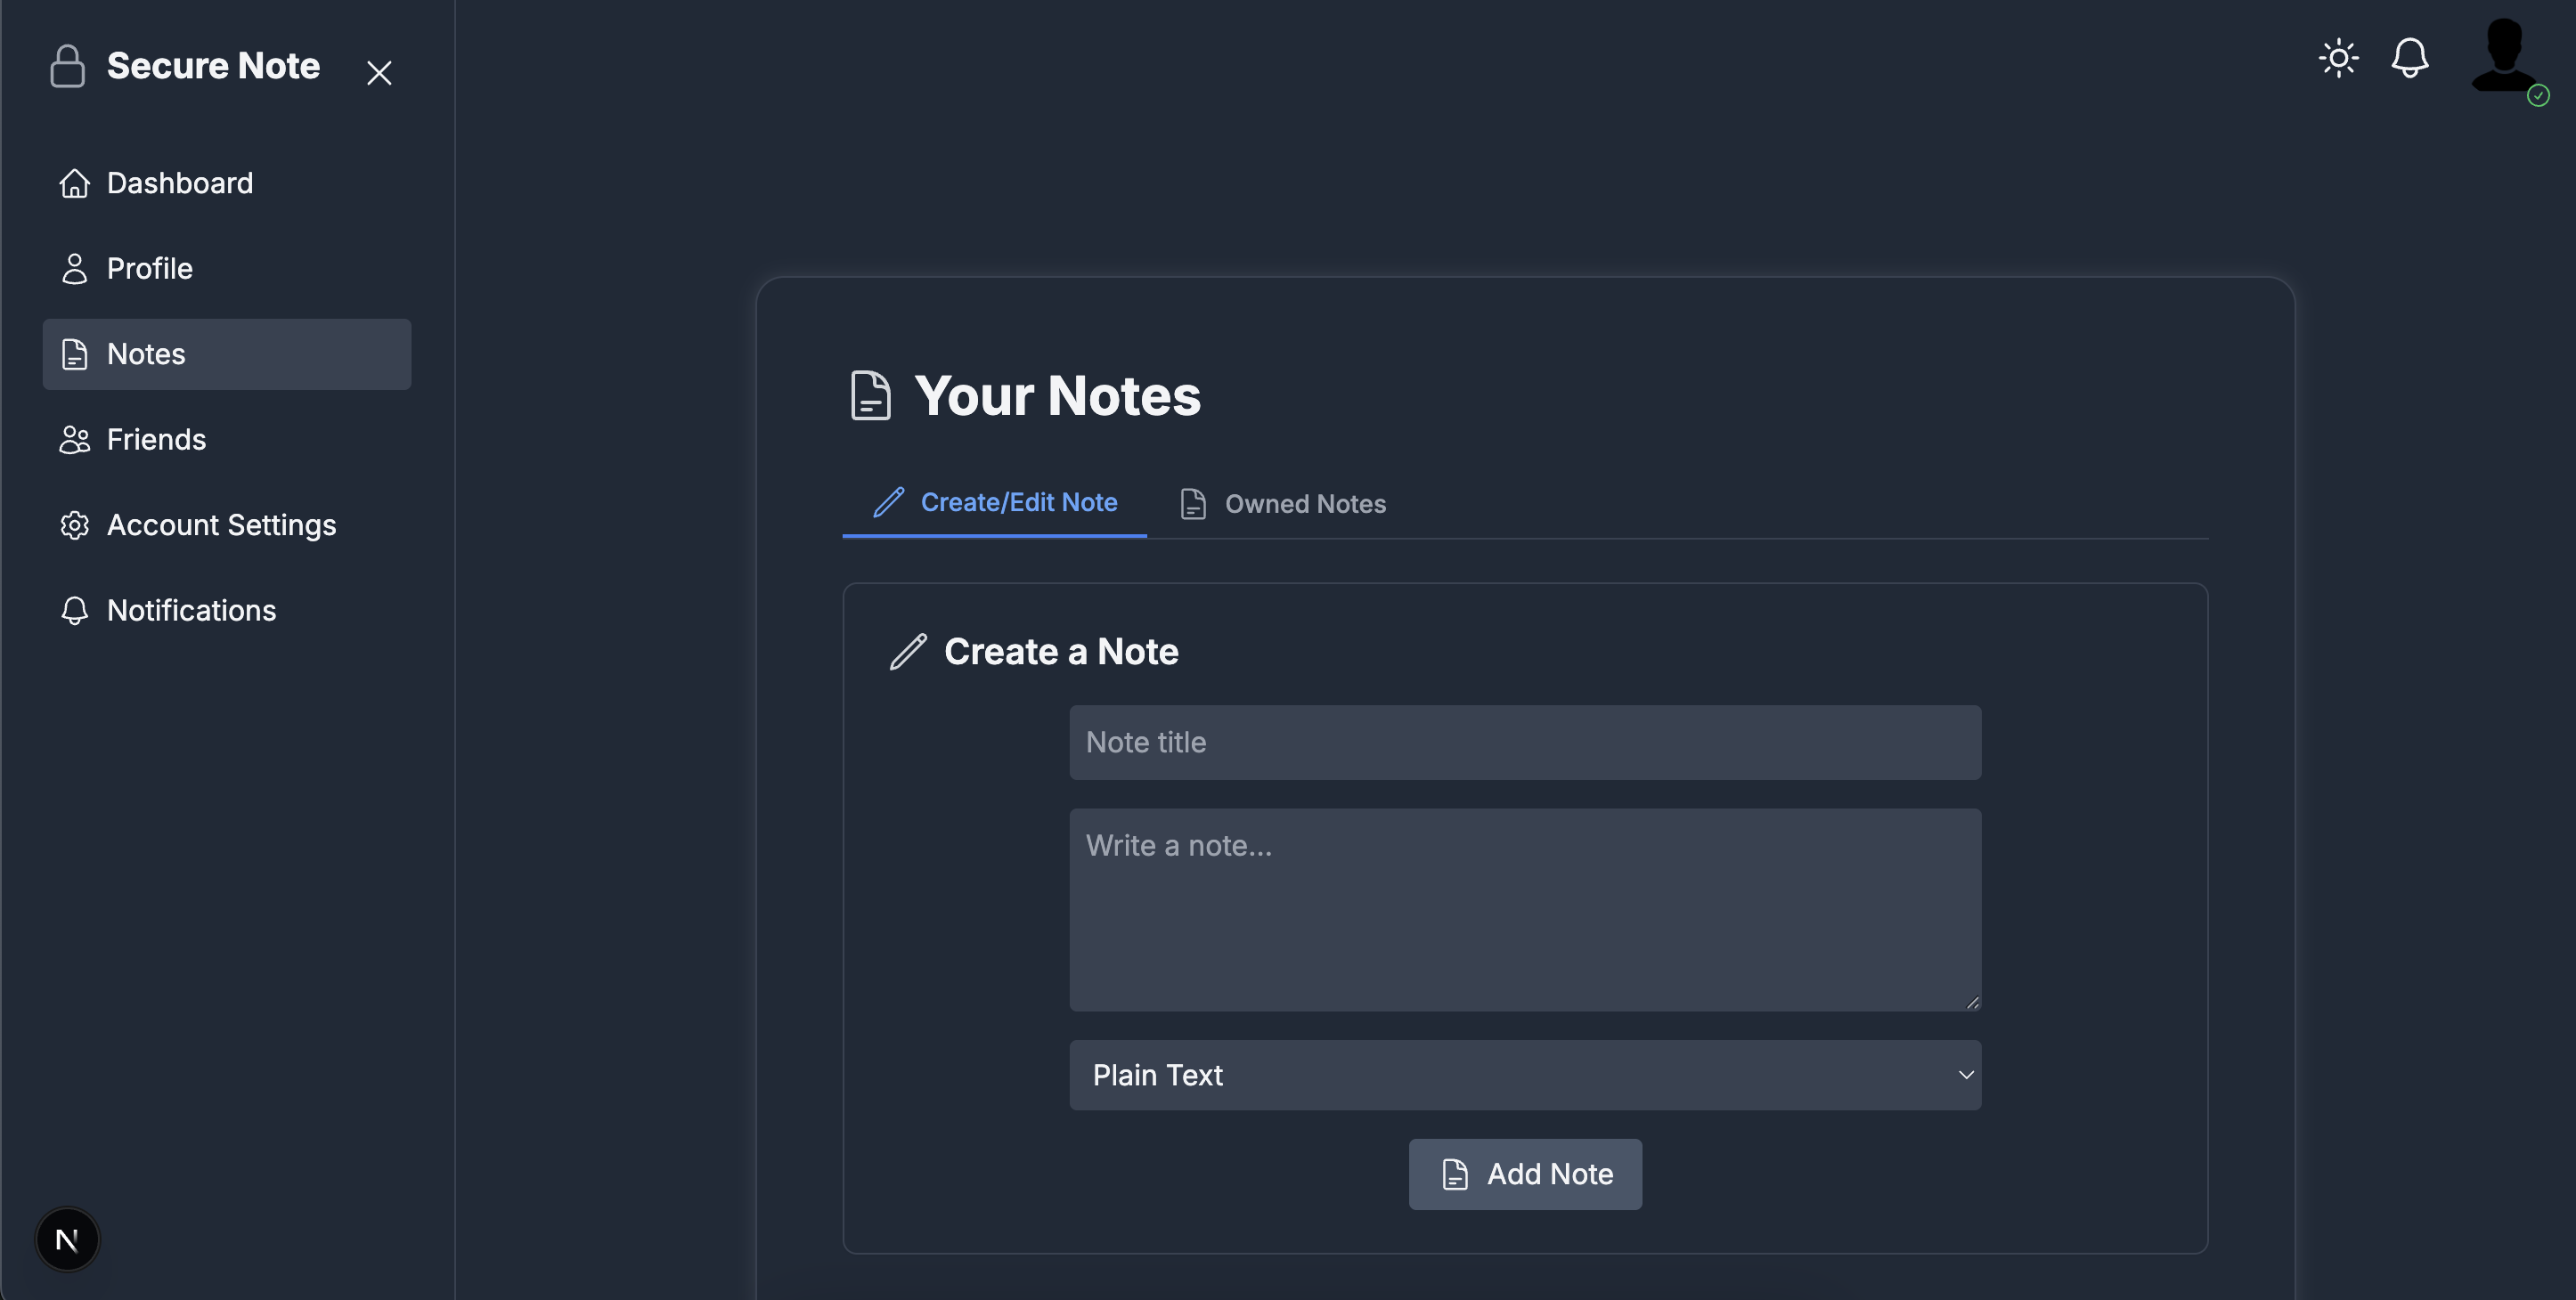 Secure Note
Dashboard
Profile
Notes
Friends
Account Settings
Notifications
N
Your Notes
Create/Edit Note
Owned Notes
Create a Note
Note title
Write a note...
Plain Text
Add Note